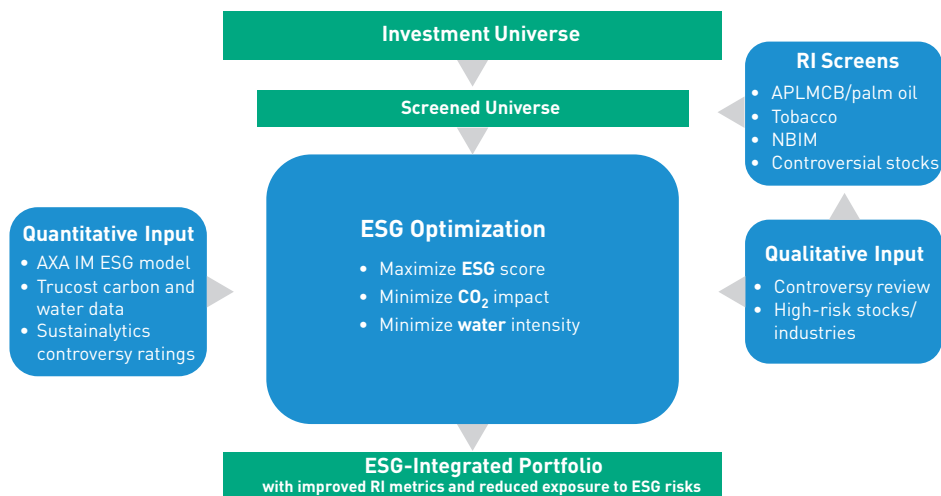 Investment Universe
Screened Universe
RI Screens
• APLMCB/palm oil
• Tobacco
• NBIM
• Controversial stocks
Quantitative Input
• AXA IM ESG model
• Trucost carbon and
water data
• Sustainalytics
controversy ratings
ESG Optimization
• Maximize ESG score
• Minimize CO₂ impact
• Minimize water intensity
Qualitative Input
• Controversy review
• High-risk stocks/
industries
ESG-Integrated Portfolio
with improved RI metrics and reduced exposure to ESG risks